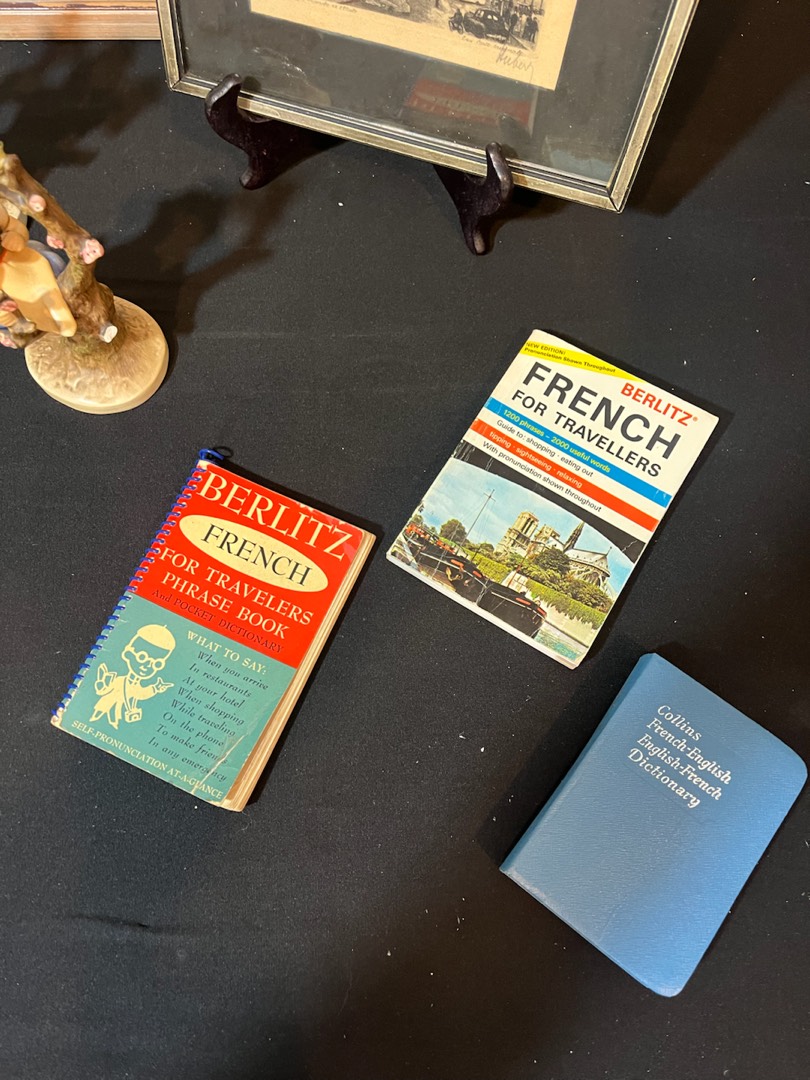 NEW EDITION!
Pronunciation Shown Throughout
BERLITZ®
FRENCH
FOR TRAVELLERS
1200 phrases – 2000 useful words
Guide to: shopping · eating out
tipping · sightseeing · relaxing
With pronunciation shown throughout
BERLITZ
FRENCH
FOR TRAVELERS
PHRASE BOOK
And POCKET DICTIONARY
WHAT TO SAY:
When you arrive
In restaurants
At your hotel
When shopping
While traveling
On the phone
To make friends
In any emergency
SELF-PRONUNCIATION AT-A-GLANCE
Collins
French-English
English-French
Dictionary